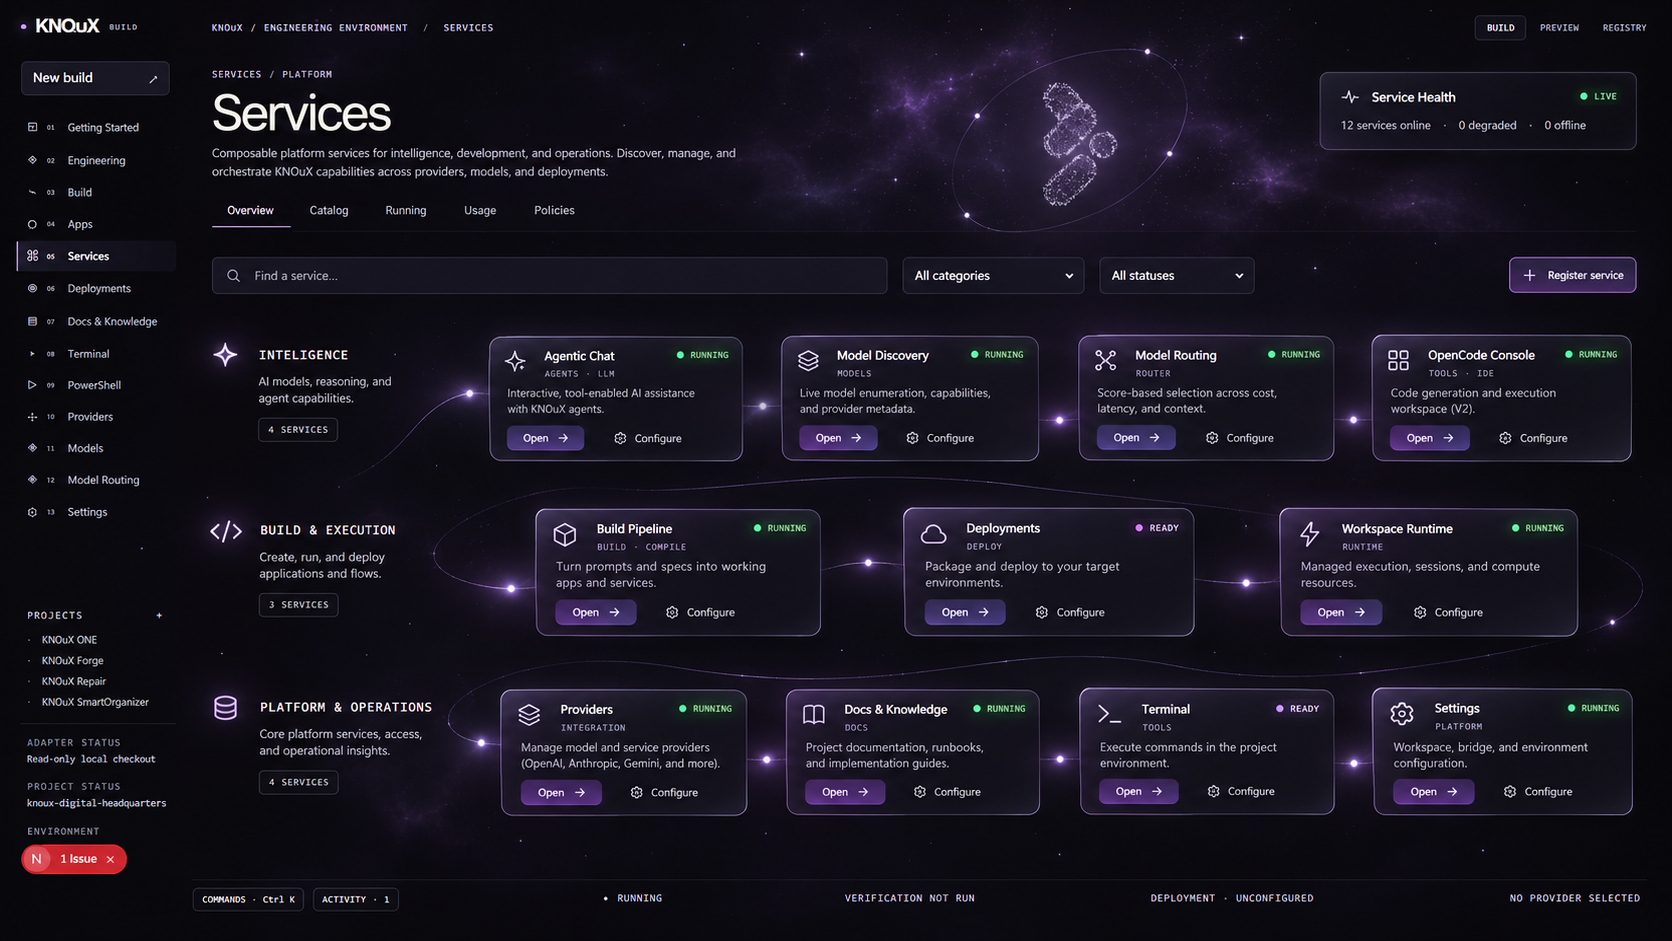 KNOuX BUILD
New build
01 Getting Started
02 Engineering
03 Build
04 Apps
05 Services
06 Deployments
07 Docs & Knowledge
08 Terminal
09 PowerShell
10 Providers
11 Models
12 Model Routing
13 Settings
PROJECTS +
· KNOuX ONE
· KNOuX Forge
· KNOuX Repair
· KNOuX SmartOrganizer
ADAPTER STATUS
Read-only local checkout
PROJECT STATUS
knoux-digital-headquarters
ENVIRONMENT
N 1 Issue ×
KNOuX / ENGINEERING ENVIRONMENT / SERVICES
BUILD PREVIEW REGISTRY
SERVICES / PLATFORM
Services
Composable platform services for intelligence, development, and operations. Discover, manage, and
orchestrate KNOuX capabilities across providers, models, and deployments.
Service Health LIVE
12 services online · 0 degraded · 0 offline
Overview Catalog Running Usage Policies
Find a service...
All categories
All statuses
+ Register service
INTELIGENCE
AI models, reasoning, and
agent capabilities.
4 SERVICES
Agentic Chat RUNNING
AGENTS · LLM
Interactive, tool-enabled AI assistance
with KNOuX agents.
Open → Configure
Model Discovery RUNNING
MODELS
Live model enumeration, capabilities,
and provider metadata.
Open → Configure
Model Routing RUNNING
ROUTER
Score-based selection across cost,
latency, and context.
Open → Configure
OpenCode Console RUNNING
TOOLS · IDE
Code generation and execution
workspace (V2).
Open → Configure
BUILD & EXECUTION
Create, run, and deploy
applications and flows.
3 SERVICES
Build Pipeline RUNNING
BUILD · COMPILE
Turn prompts and specs into working
apps and services.
Open → Configure
Deployments READY
DEPLOY
Package and deploy to your target
environments.
Open → Configure
Workspace Runtime RUNNING
RUNTIME
Managed execution, sessions, and compute
resources.
Open → Configure
PLATFORM & OPERATIONS
Core platform services, access,
and operational insights.
4 SERVICES
Providers RUNNING
INTEGRATION
Manage model and service providers
(OpenAI, Anthropic, Gemini, and more).
Open → Configure
Docs & Knowledge RUNNING
DOCS
Project documentation, runbooks,
and implementation guides.
Open → Configure
Terminal READY
TOOLS
Execute commands in the project
environment.
Open → Configure
Settings RUNNING
PLATFORM
Workspace, bridge, and environment
configuration.
Open → Configure
COMMANDS · Ctrl K
ACTIVITY · 1
RUNNING
VERIFICATION NOT RUN
DEPLOYMENT · UNCONFIGURED
NO PROVIDER SELECTED